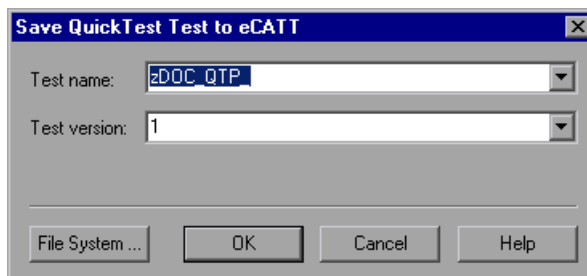 Save QuickTest Test to eCATT
Test name: zDOC_QTP_
Test version: 1
File System ... OK Cancel Help